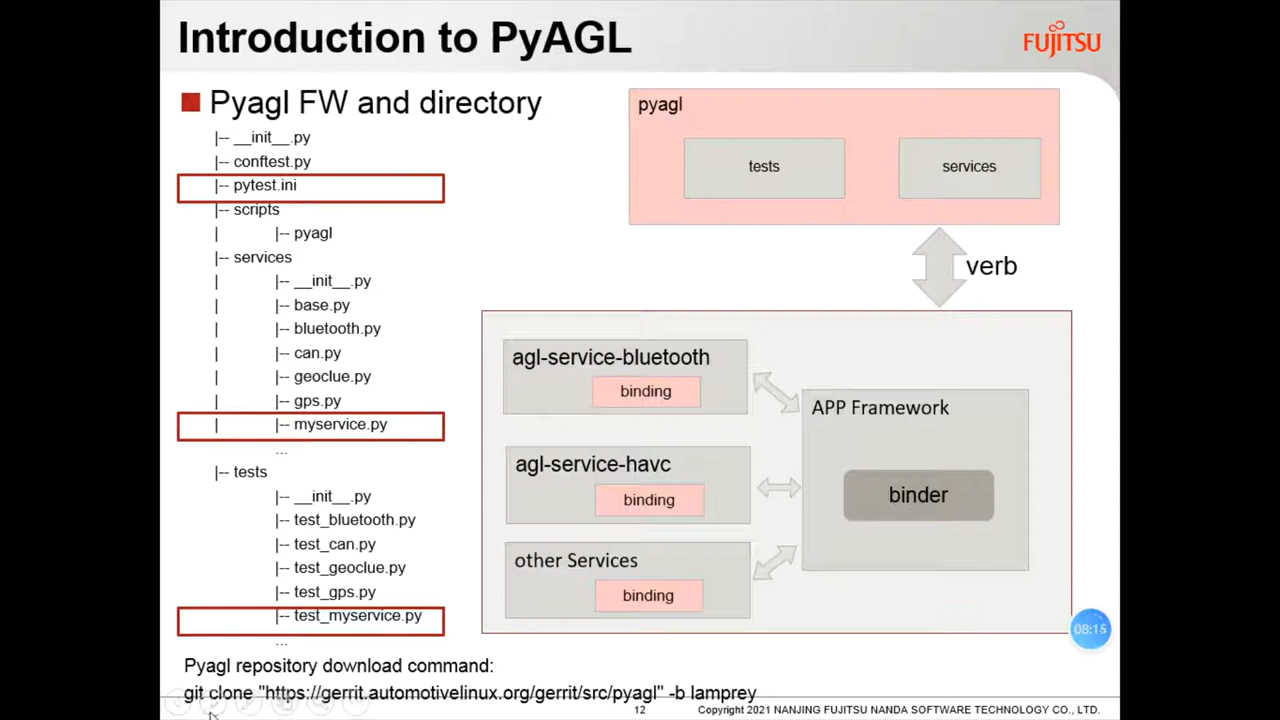 Introduction to PyAGL
FUJITSU
Pyagl FW and directory
|-- __init__.py
|-- conftest.py
|-- pytest.ini
|-- scripts
| |-- pyagl
|-- services
| |-- __init__.py
| |-- base.py
| |-- bluetooth.py
| |-- can.py
| |-- geoclue.py
| |-- gps.py
| |-- myservice.py
...
|-- tests
|-- __init__.py
|-- test_bluetooth.py
|-- test_can.py
|-- test_geoclue.py
|-- test_gps.py
|-- test_myservice.py
...
pyagl
tests
services
verb
agl-service-bluetooth
binding
agl-service-havc
binding
other Services
binding
APP Framework
binder
08:15
Pyagl repository download command:
git clone "https://gerrit.automotivelinux.org/gerrit/src/pyagl" -b lamprey
12
Copyright 2021 NANJING FUJITSU NANDA SOFTWARE TECHNOLOGY CO., LTD.